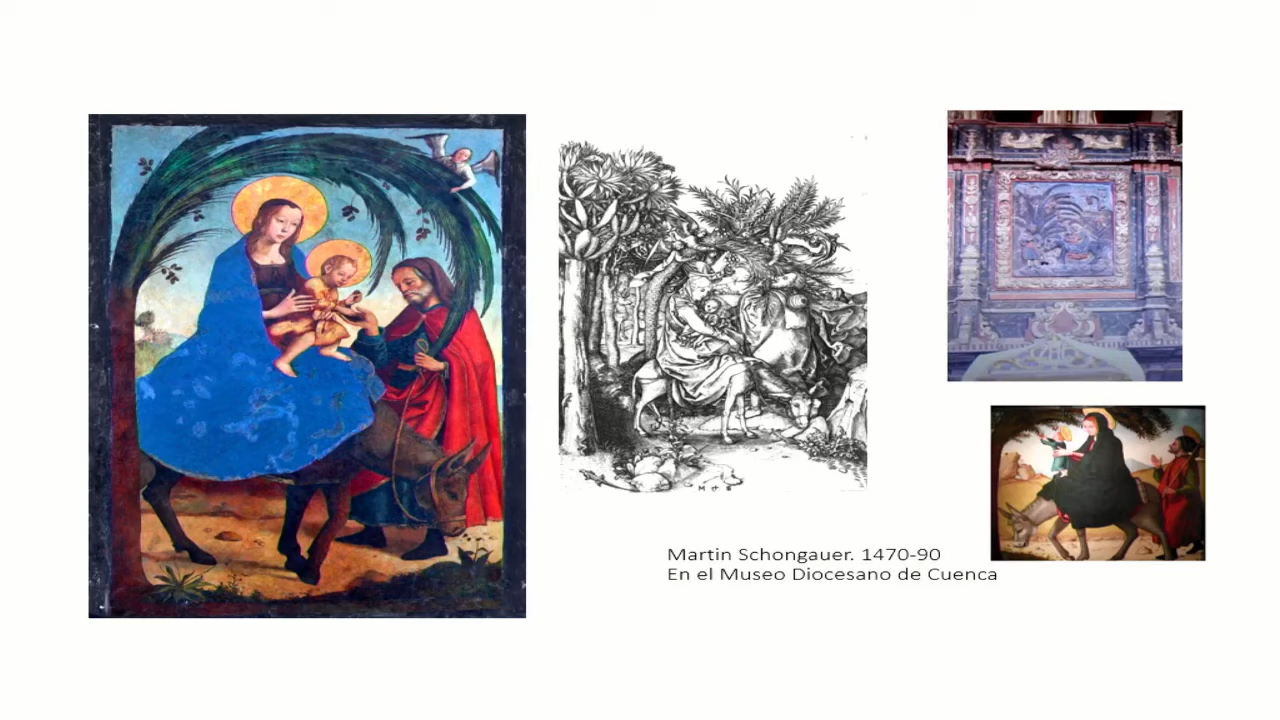 M + S
Martin Schongauer. 1470-90
En el Museo Diocesano de Cuenca